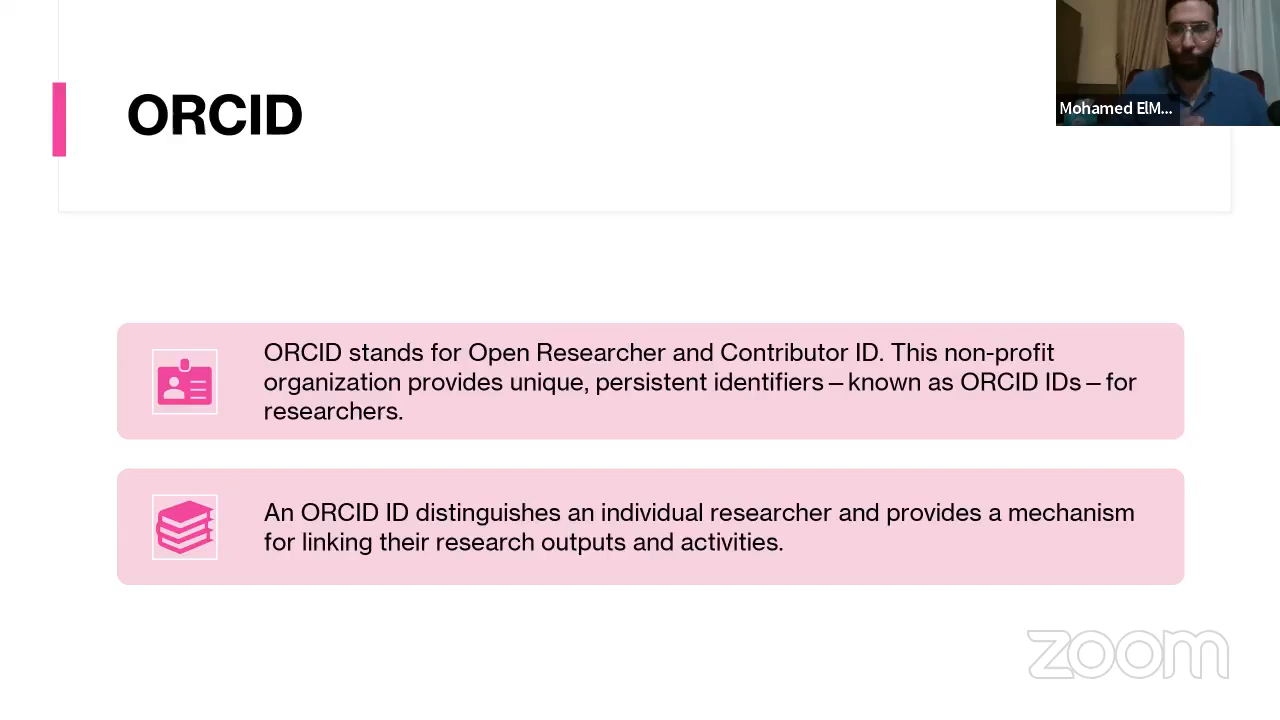 ORCID
Mohamed ElM...
ORCID stands for Open Researcher and Contributor ID. This non-profit
organization provides unique, persistent identifiers—known as ORCID IDs—for
researchers.
An ORCID ID distinguishes an individual researcher and provides a mechanism
for linking their research outputs and activities.
zoom